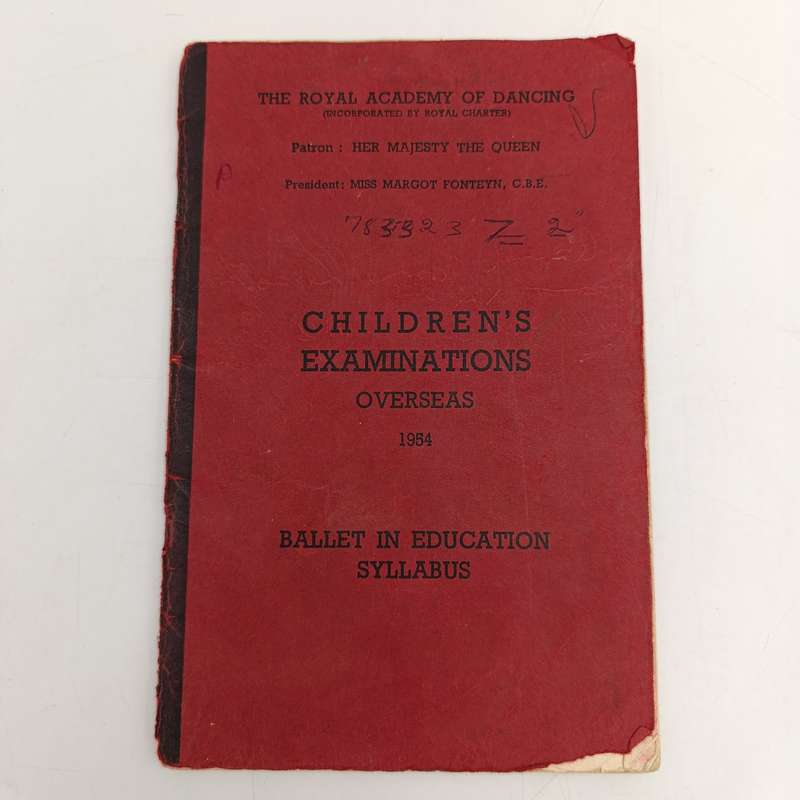 THE ROYAL ACADEMY OF DANCING
(INCORPORATED BY ROYAL CHARTER)
Patron : HER MAJESTY THE QUEEN
President : MISS MARGOT FONTEYN, C.B.E.
CHILDREN'S
EXAMINATIONS
OVERSEAS
1954
BALLET IN EDUCATION
SYLLABUS